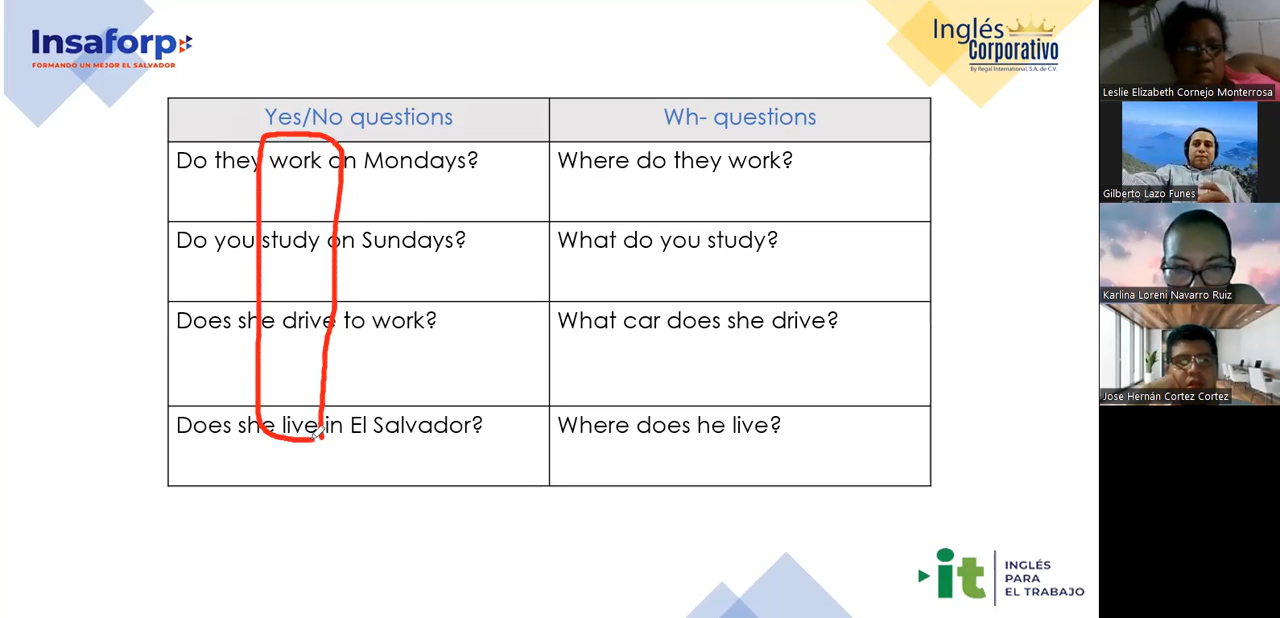 Insaforp
FORMANDO UN MEJOR EL SALVADOR
Inglés
Corporativo
By Regal International, S.A. de C.V.
Yes/No questions
Wh- questions
Do they work on Mondays?
Where do they work?
Do you study on Sundays?
What do you study?
Does she drive to work?
What car does she drive?
Does she live in El Salvador?
Where does he live?
it
INGLÉS
PARA
EL TRABAJO
Leslie Elizabeth Cornejo Monterrosa
Gilberto Lazo Funes
Karlina Loreni Navarro Ruiz
Jose Hernán Cortez Cortez